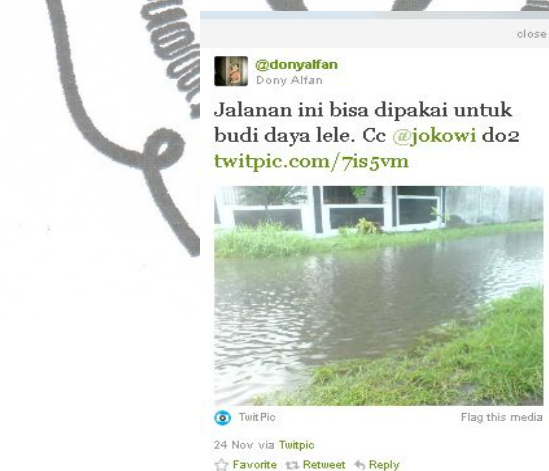 close
@donyalfan
Dony Alfan
Jalanan ini bisa dipakai untuk
budi daya lele. Cc @jokowi do2
twitpic.com/7is5vm
TwitPic Flag this media
24 Nov via Twitpic
Favorite Retweet Reply